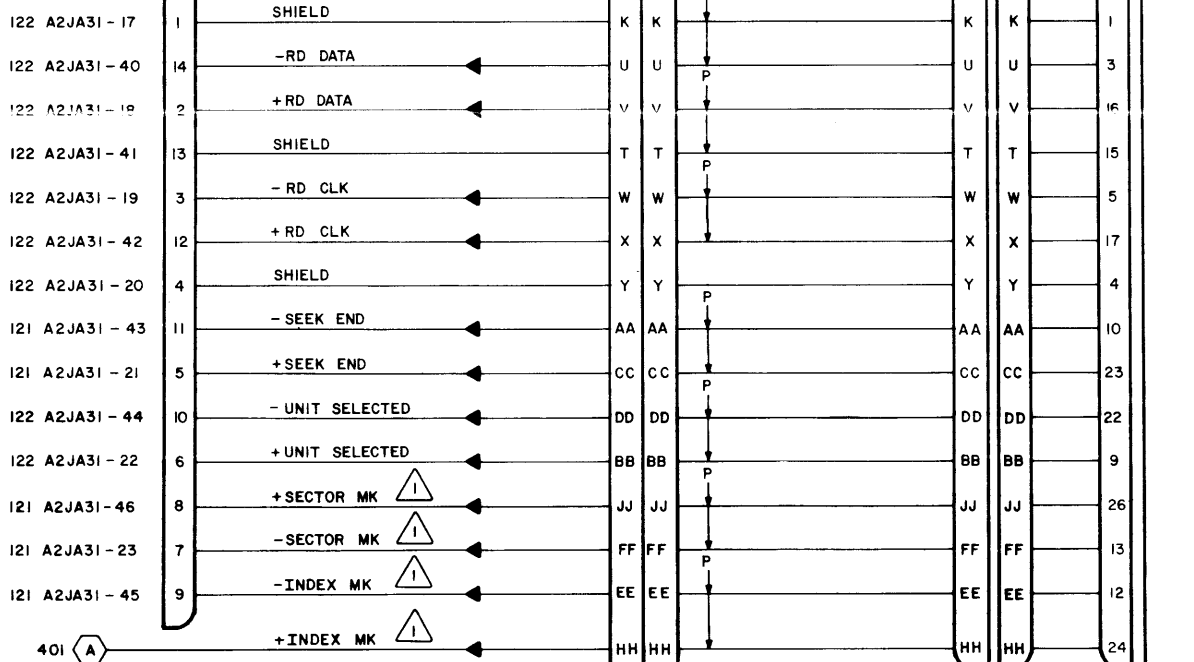 122 A2JA31-17 1 SHIELD K K K K 1
122 A2JA31-40 14 -RD DATA U U P U U 3
122 A2JA31-18 2 +RD DATA V V V V 16
122 A2JA31-41 13 SHIELD T T P T T 15
122 A2JA31-19 3 -RD CLK W W W W 5
122 A2JA31-42 12 +RD CLK X X X X 17
122 A2JA31-20 4 SHIELD Y Y P Y Y 4
121 A2JA31-43 11 -SEEK END AA AA AA AA 10
121 A2JA31-21 5 +SEEK END CC CC P CC CC 23
122 A2JA31-44 10 -UNIT SELECTED DD DD DD DD 22
122 A2JA31-22 6 +UNIT SELECTED BB BB P BB BB 9
121 A2JA31-46 8 +SECTOR MK 1 JJ JJ JJ JJ 26
121 A2JA31-23 7 -SECTOR MK 1 FF FF P FF FF 13
121 A2JA31-45 9 -INDEX MK 1 EE EE EE EE 12
401 A +INDEX MK 1 HH HH HH HH 24